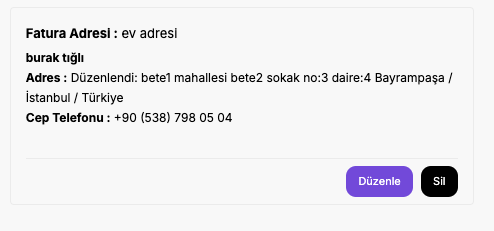 Fatura Adresi : ev adresi
burak tığlı
Adres : Düzenlendi: bete1 mahallesi bete2 sokak no:3 daire:4 Bayrampaşa /
İstanbul / Türkiye
Cep Telefonu : +90 (538) 798 05 04
Düzenle Sil